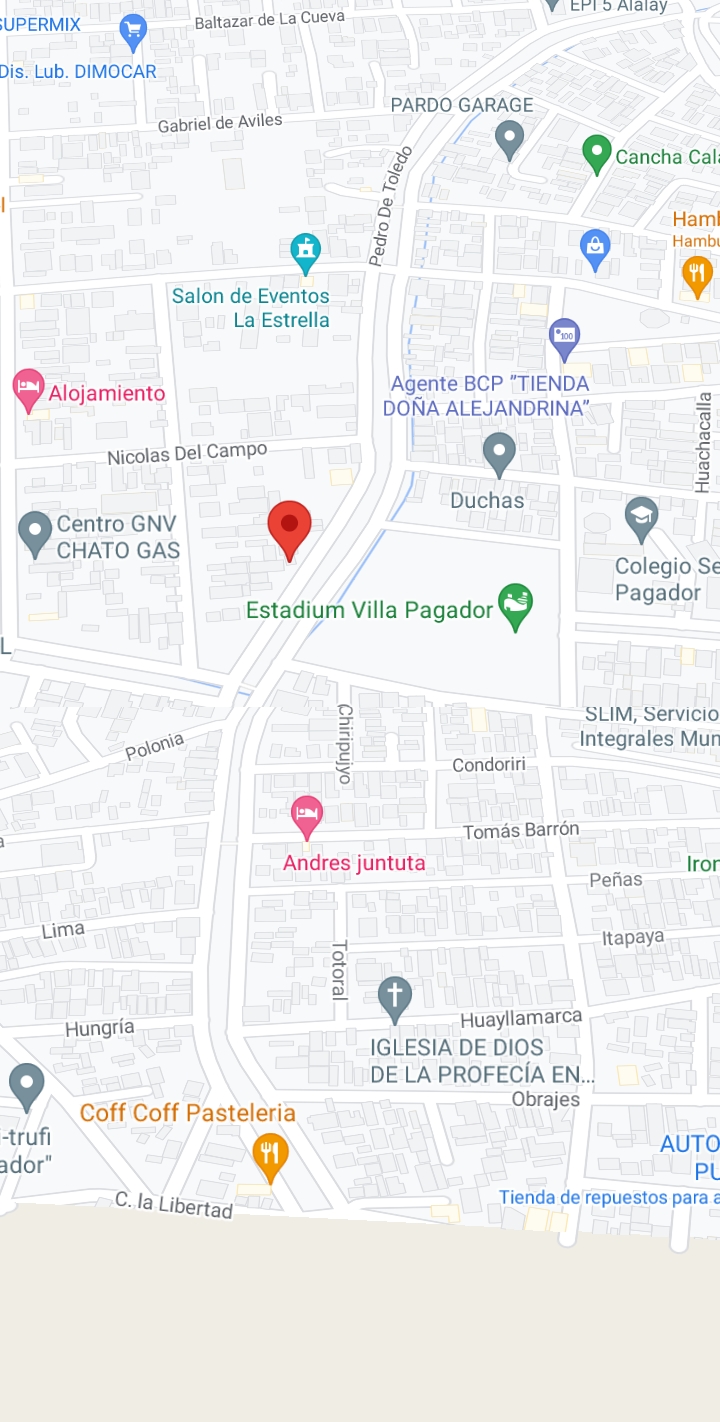 EPI 5 Alalay
Baltazar de La Cueva
SUPERMIX
Dis. Lub. DIMOCAR
PARDO GARAGE
Gabriel de Aviles
Cancha Cala
Pedro De Toledo
Hamb
Hambu
Salon de Eventos
La Estrella
Alojamiento
Agente BCP "TIENDA
DOÑA ALEJANDRINA"
100
Huachacalla
Nicolas Del Campo
Duchas
Centro GNV
CHATO GAS
Colegio Se
Pagador
Estadium Villa Pagador
L
SLIM, Servicio
Integrales Mun
Chiripujyo
Polonia
Condoriri
Tomás Barrón
Andres juntuta
Iron
Peñas
Lima
Itapaya
Totoral
Huayllamarca
Hungría
IGLESIA DE DIOS
DE LA PROFECÍA EN...
Obrajes
Coff Coff Pasteleria
i-trufi
ador"
AUTO
PU
C. la Libertad
Tienda de repuestos para a